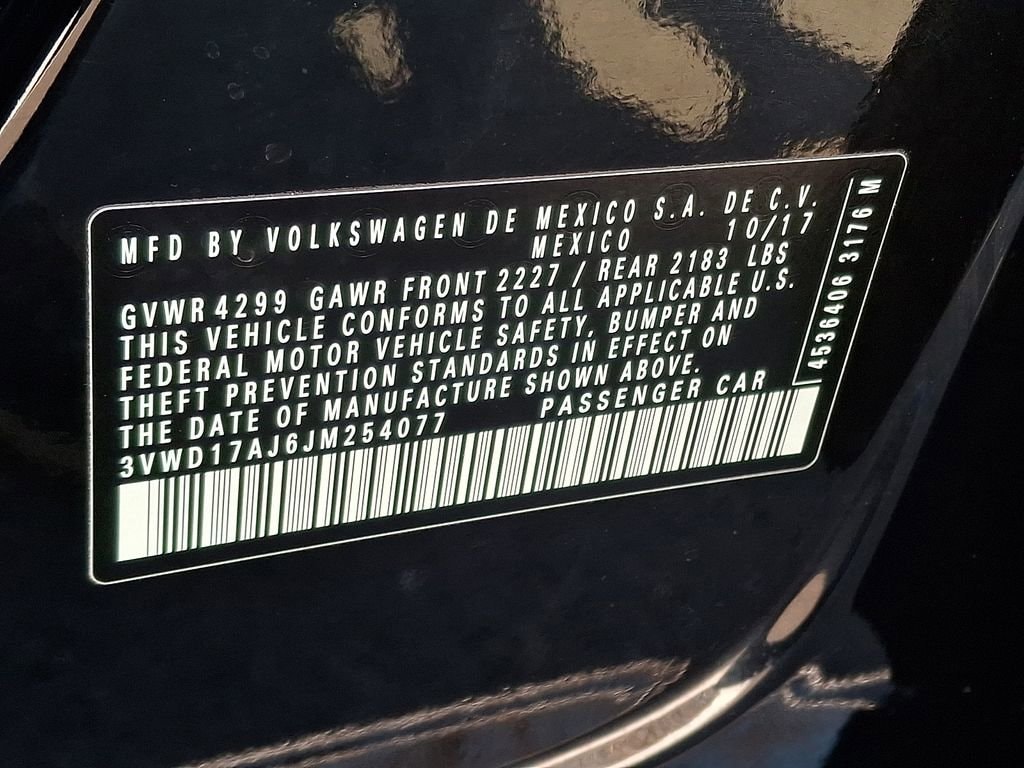 MFD BY VOLKSWAGEN DE MEXICO S.A. DE C.V.
MEXICO 10/17
GVWR 4299 GAWR FRONT 2227 / REAR 2183 LBS
THIS VEHICLE CONFORMS TO ALL APPLICABLE U.S.
FEDERAL MOTOR VEHICLE SAFETY, BUMPER AND
THEFT PREVENTION STANDARDS IN EFFECT ON
THE DATE OF MANUFACTURE SHOWN ABOVE.
3VWD17AJ6JM254077 PASSENGER CAR
4536406 3176 M